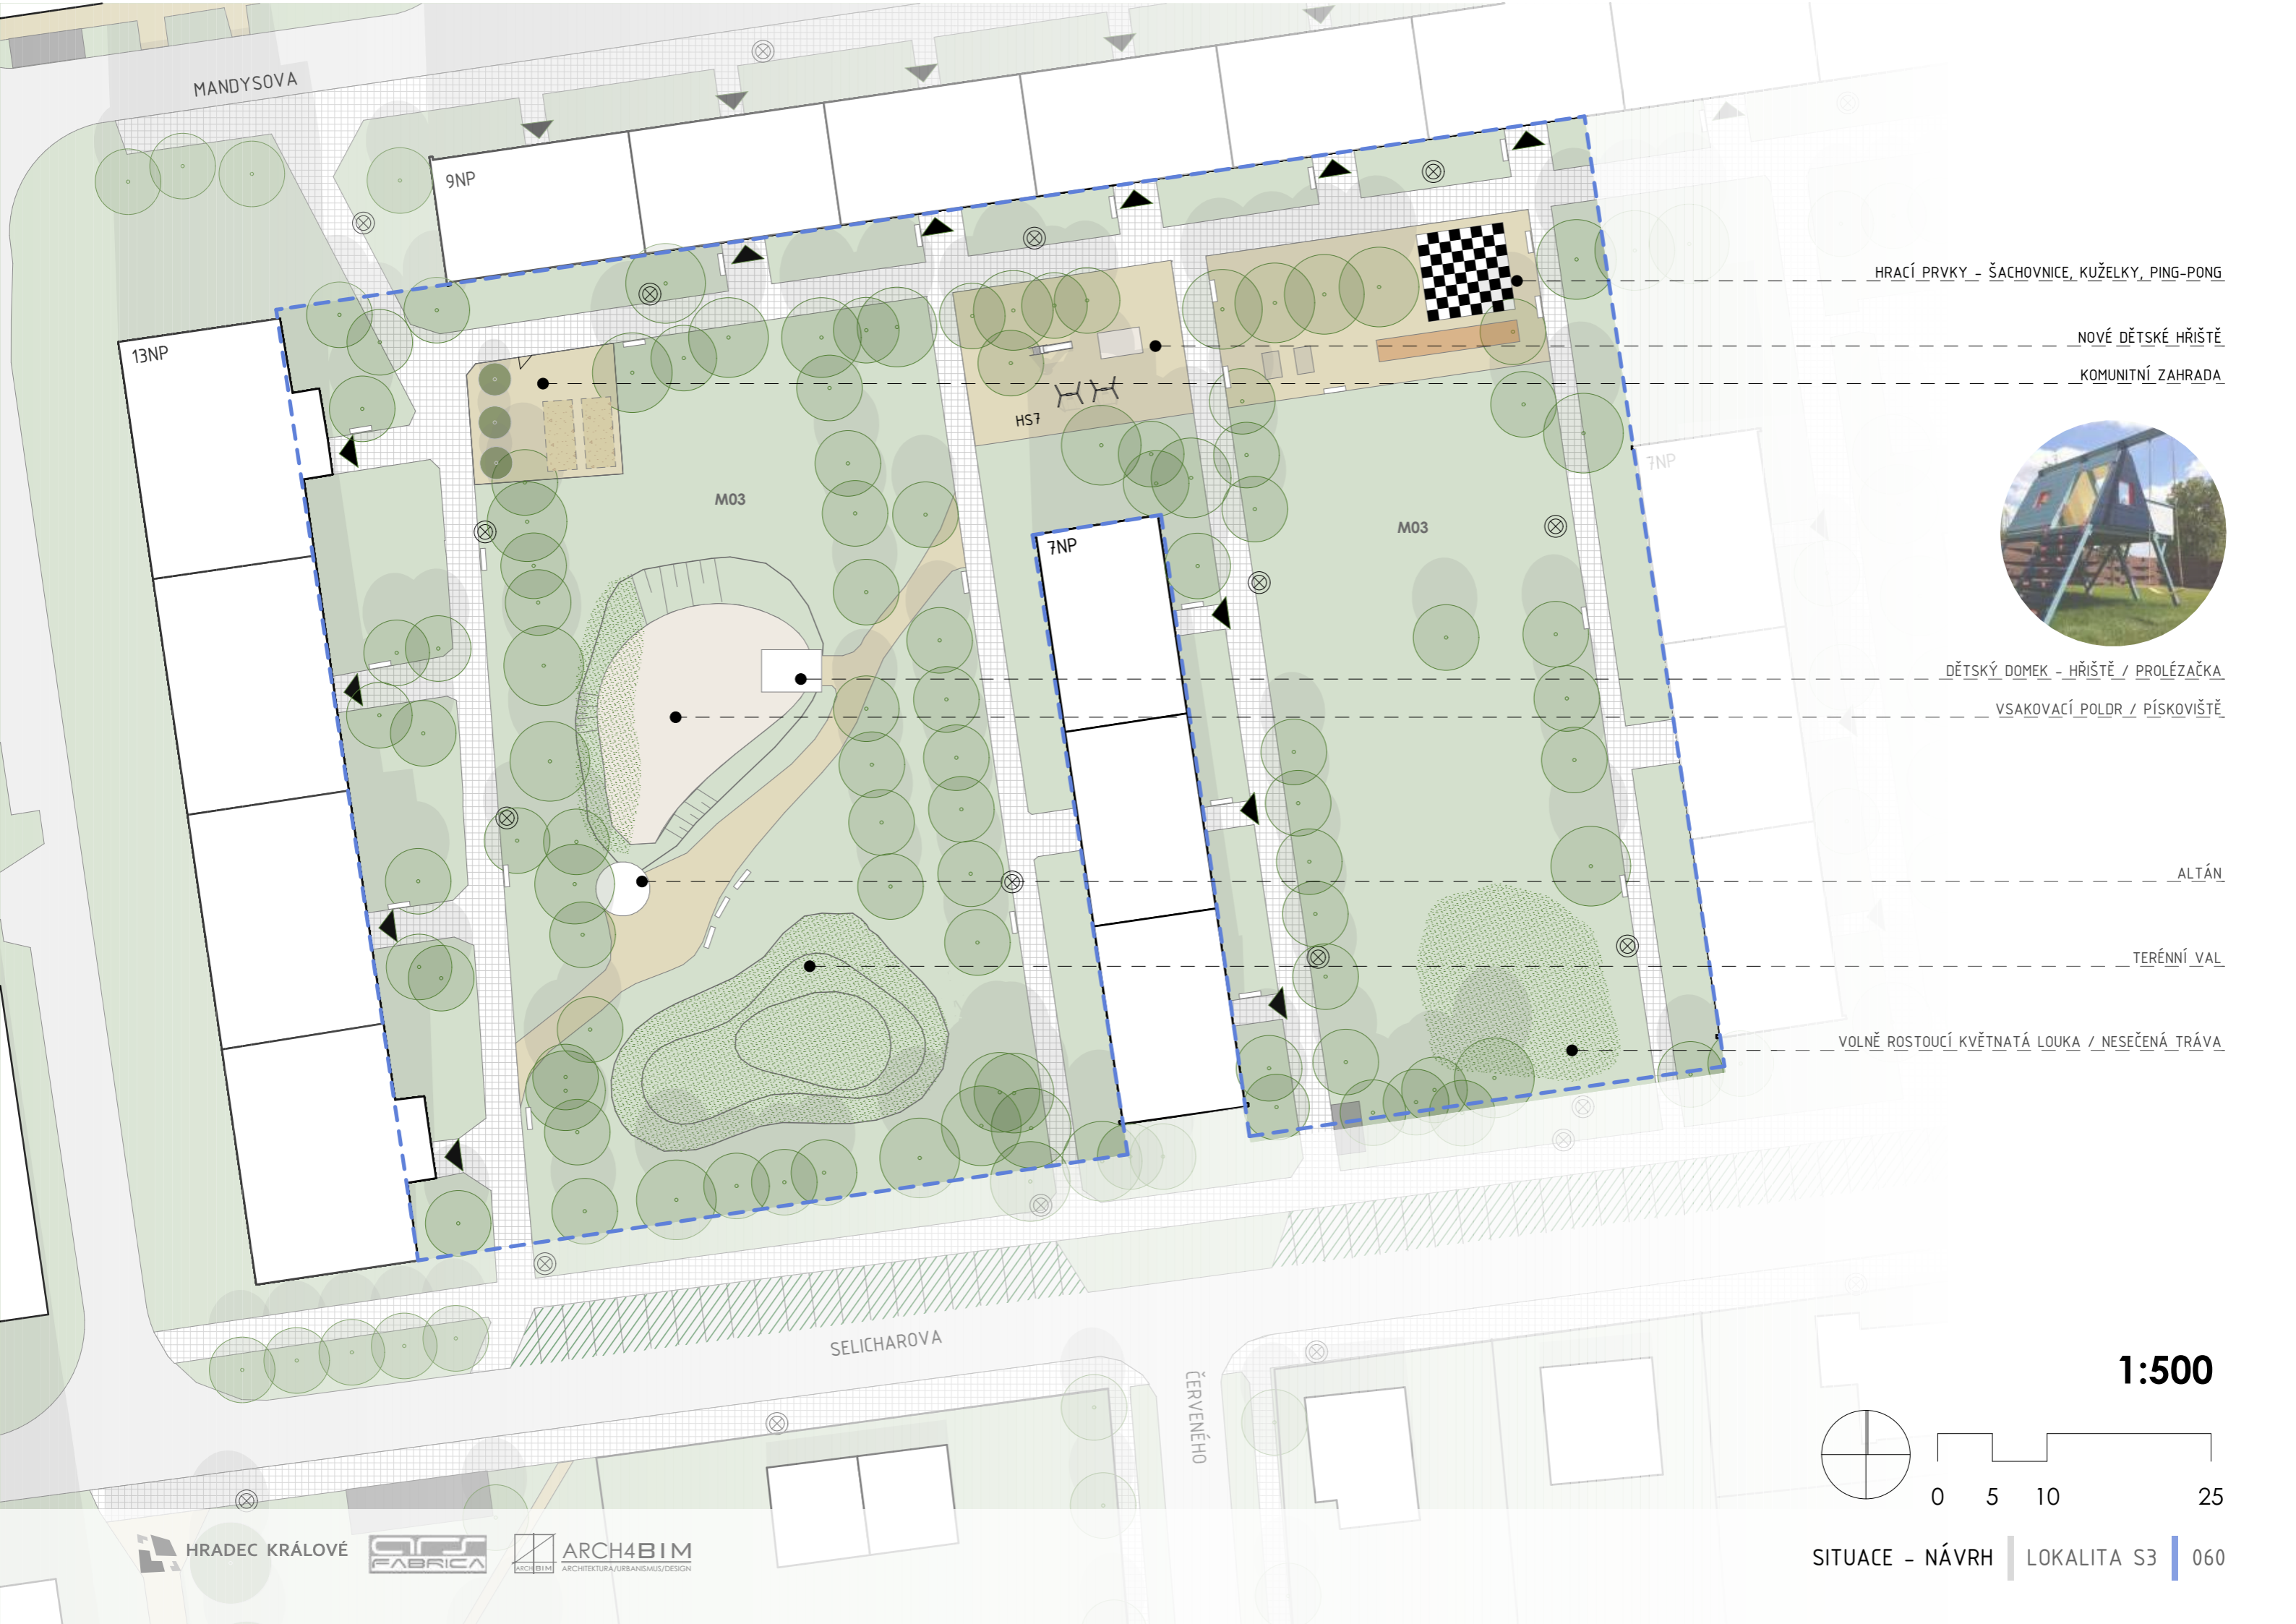 MANDYSOVA
9NP
13NP
HRACÍ PRVKY - ŠACHOVNICE, KUŽELKY, PING-PONG
NOVÉ DĚTSKÉ HŘIŠTĚ
KOMUNITNÍ ZAHRADA
HS7
7NP
M03
M03
7NP
DĚTSKÝ DOMEK - HŘIŠTĚ / PROLÉZAČKA
VSAKOVACÍ POLDR / PÍSKOVIŠTĚ
ALTÁN
TERÉNNÍ VAL
VOLNĚ ROSTOUCÍ KVĚTNATÁ LOUKA / NESEČENÁ TRÁVA
SELICHAROVA
ČERVENÉHO
1:500
0 5 10 25
HRADEC KRÁLOVÉ
ARS FABRICA
ARCH4BIM
ARCH4BIM
ARCHITEKTURA/URBANISMUS/DESIGN
SITUACE - NÁVRH LOKALITA S3 060